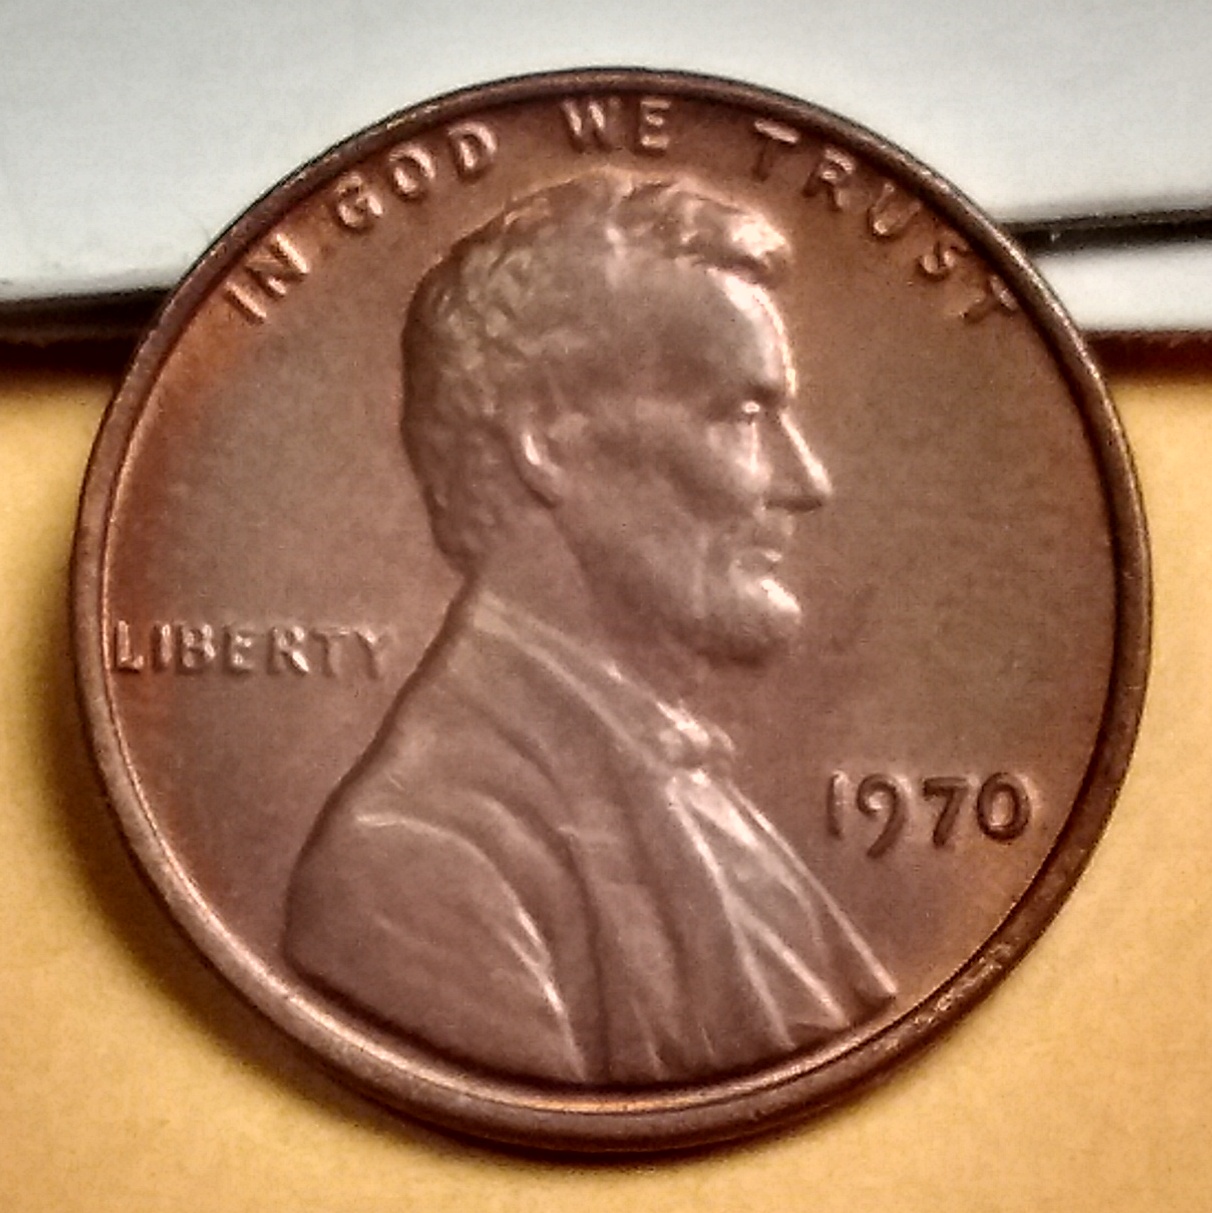 IN GOD WE TRUST
LIBERTY
1970